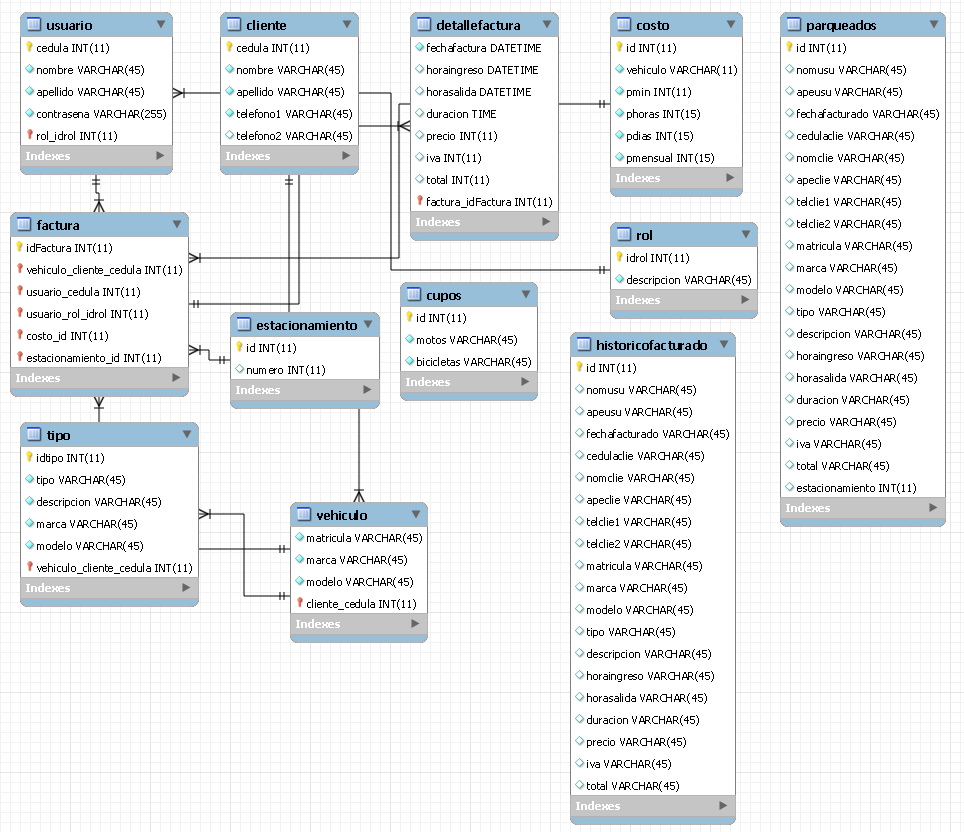 usuario
cedula INT(11)
nombre VARCHAR(45)
apellido VARCHAR(45)
contrasena VARCHAR(255)
rol_idrol INT(11)
Indexes
cliente
cedula INT(11)
nombre VARCHAR(45)
apellido VARCHAR(45)
telefono1 VARCHAR(45)
telefono2 VARCHAR(45)
Indexes
detallefactura
fechafactura DATETIME
horaingreso DATETIME
horasalida DATETIME
duracion TIME
precio INT(11)
iva INT(11)
total INT(11)
factura_idFactura INT(11)
Indexes
costo
id INT(11)
vehiculo VARCHAR(11)
pmin INT(11)
phoras INT(15)
pdias INT(15)
pmensual INT(15)
Indexes
parqueados
id INT(11)
nomusu VARCHAR(45)
apeusu VARCHAR(45)
fechafacturado VARCHAR(45)
cedulaclie VARCHAR(45)
nomclie VARCHAR(45)
apeclie VARCHAR(45)
telclie1 VARCHAR(45)
telclie2 VARCHAR(45)
matricula VARCHAR(45)
marca VARCHAR(45)
modelo VARCHAR(45)
tipo VARCHAR(45)
descripcion VARCHAR(45)
horaingreso VARCHAR(45)
horasalida VARCHAR(45)
duracion VARCHAR(45)
precio VARCHAR(45)
iva VARCHAR(45)
total VARCHAR(45)
estacionamiento INT(11)
Indexes
factura
idFactura INT(11)
vehiculo_cliente_cedula INT(11)
usuario_cedula INT(11)
usuario_rol_idrol INT(11)
costo_id INT(11)
estacionamiento_id INT(11)
Indexes
rol
idrol INT(11)
descripcion VARCHAR(45)
Indexes
cupos
id INT(11)
motos VARCHAR(45)
bicicletas VARCHAR(45)
Indexes
estacionamiento
id INT(11)
numero INT(11)
Indexes
historicofacturado
id INT(11)
nomusu VARCHAR(45)
apeusu VARCHAR(45)
fechafacturado VARCHAR(45)
cedulaclie VARCHAR(45)
nomclie VARCHAR(45)
apeclie VARCHAR(45)
telclie1 VARCHAR(45)
telclie2 VARCHAR(45)
matricula VARCHAR(45)
marca VARCHAR(45)
modelo VARCHAR(45)
tipo VARCHAR(45)
descripcion VARCHAR(45)
horaingreso VARCHAR(45)
horasalida VARCHAR(45)
duracion VARCHAR(45)
precio VARCHAR(45)
iva VARCHAR(45)
total VARCHAR(45)
Indexes
tipo
idtipo INT(11)
tipo VARCHAR(45)
descripcion VARCHAR(45)
marca VARCHAR(45)
modelo VARCHAR(45)
vehiculo_cliente_cedula INT(11)
Indexes
vehiculo
matricula VARCHAR(45)
marca VARCHAR(45)
modelo VARCHAR(45)
cliente_cedula INT(11)
Indexes